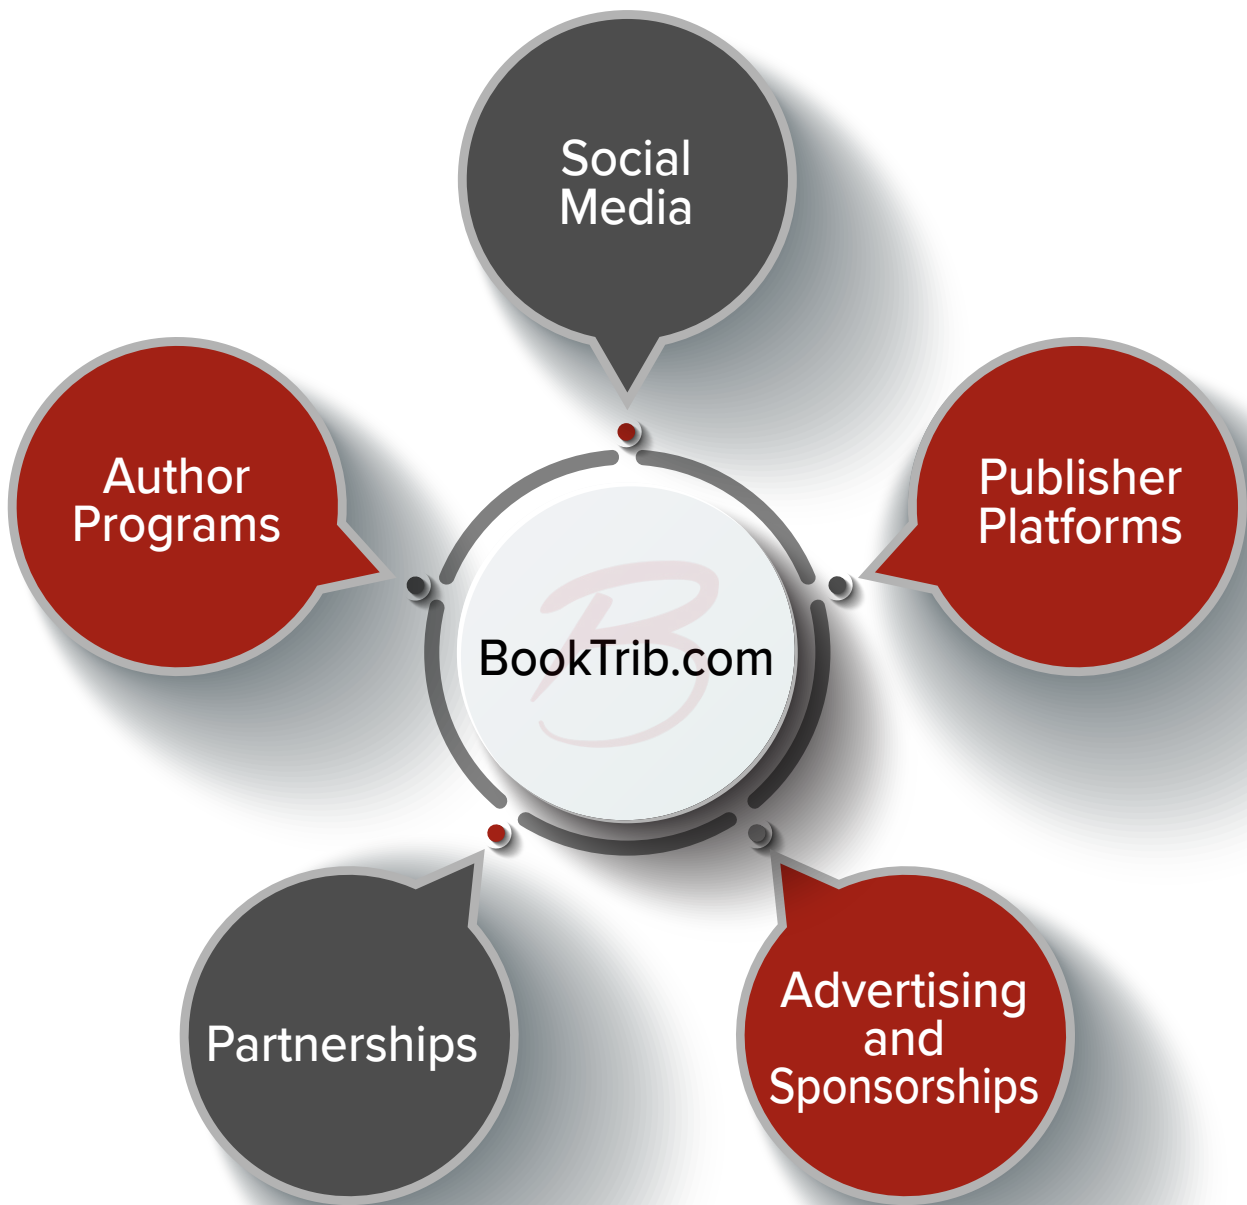 Social
Media
Author
Programs
Publisher
Platforms
B
BookTrib.com
Partnerships
Advertising
and
Sponsorships